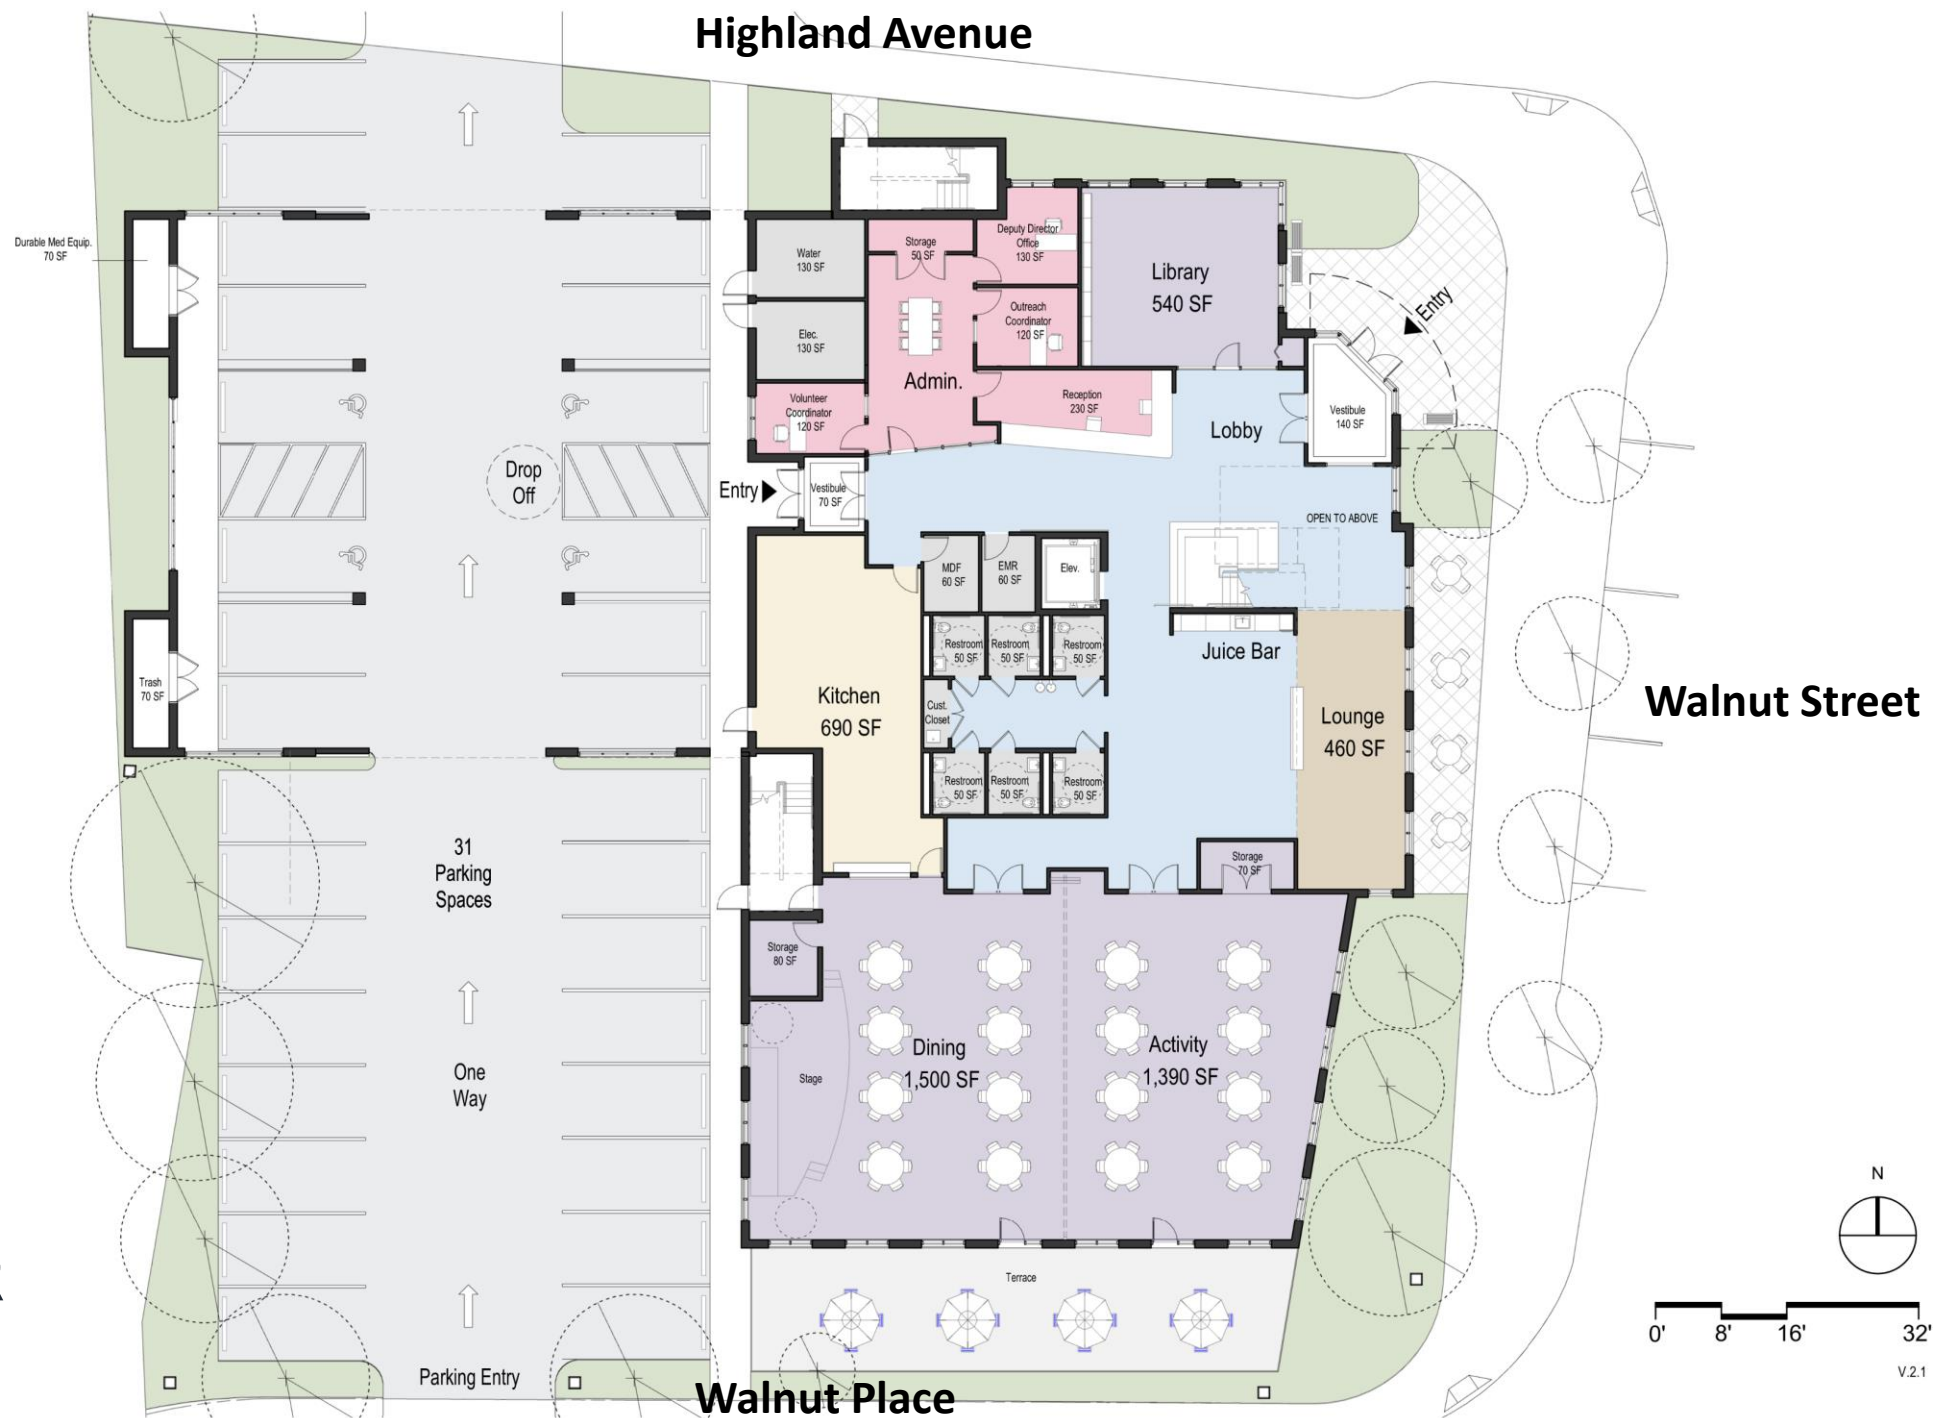 Highland Avenue
Durable Med Equip.
70 SF
Water
130 SF
Storage
50 SF
Deputy Director
Office
130 SF
Library
540 SF
Entry
Elec.
130 SF
Outreach
Coordinator
120 SF
Admin.
Volunteer
Coordinator
120 SF
Reception
230 SF
Lobby
Vestibule
140 SF
Drop
Off
Entry
Vestibule
70 SF
OPEN TO ABOVE
MDF
60 SF
EMR
60 SF
Elev.
Restroom
50 SF
Restroom
50 SF
Restroom
50 SF
Juice Bar
Trash
70 SF
Kitchen
690 SF
Cust.
Closet
Lounge
460 SF
Walnut Street
Restroom
50 SF
Restroom
50 SF
Restroom
50 SF
31
Parking
Spaces
Storage
70 SF
Storage
80 SF
One
Way
Stage
Dining
1,500 SF
Activity
1,390 SF
Terrace
N
0'
8'
16'
32'
V.2.1
Parking Entry
Walnut Place